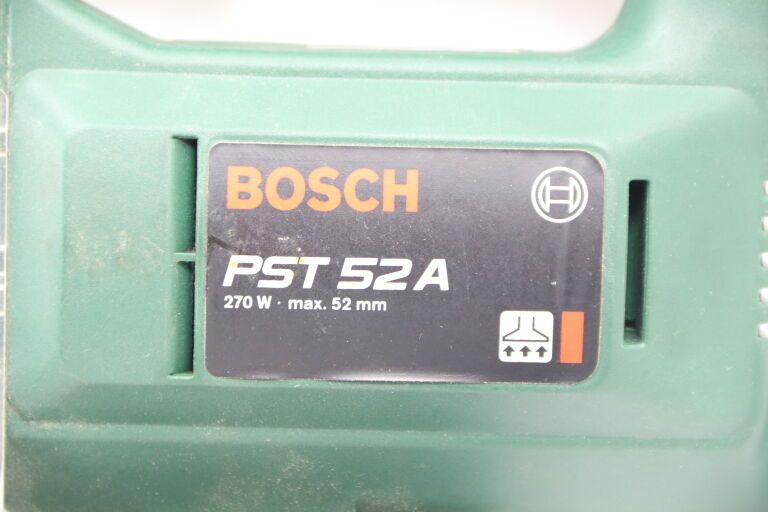 BOSCH
PST 52 A
270 W · max. 52 mm